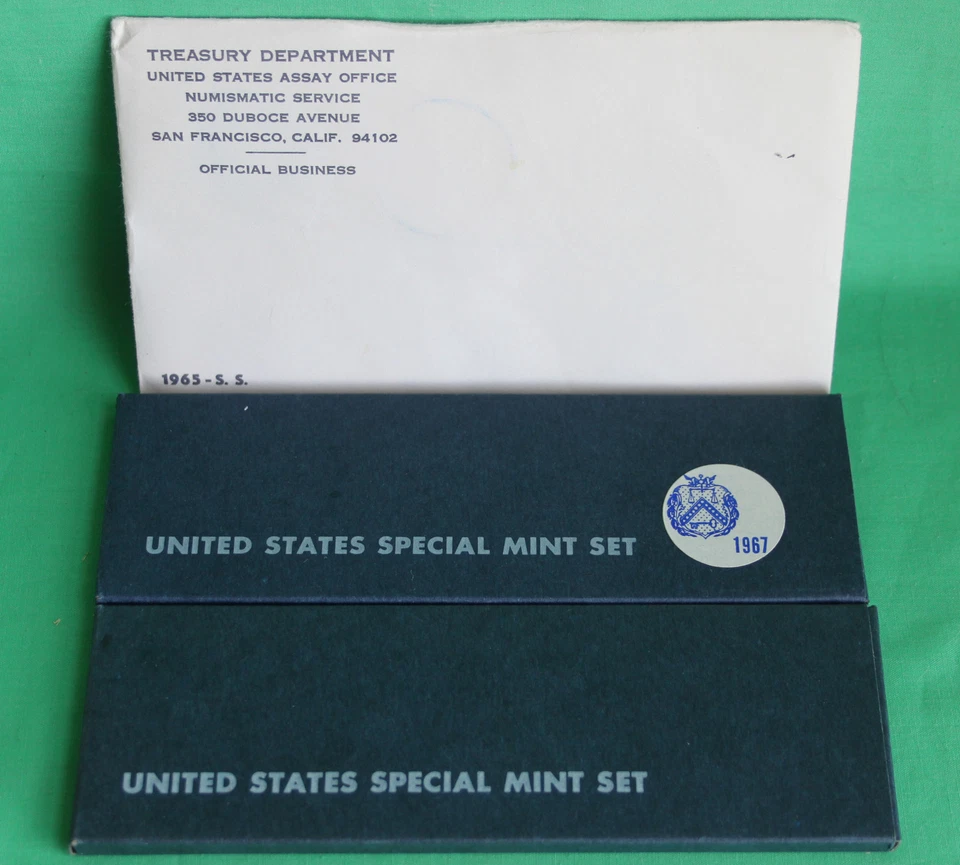 TREASURY DEPARTMENT
UNITED STATES ASSAY OFFICE
NUMISMATIC SERVICE
350 DUBOCE AVENUE
SAN FRANCISCO, CALIF. 94102
OFFICIAL BUSINESS
1965 - S. S.
UNITED STATES SPECIAL MINT SET
1967
UNITED STATES SPECIAL MINT SET